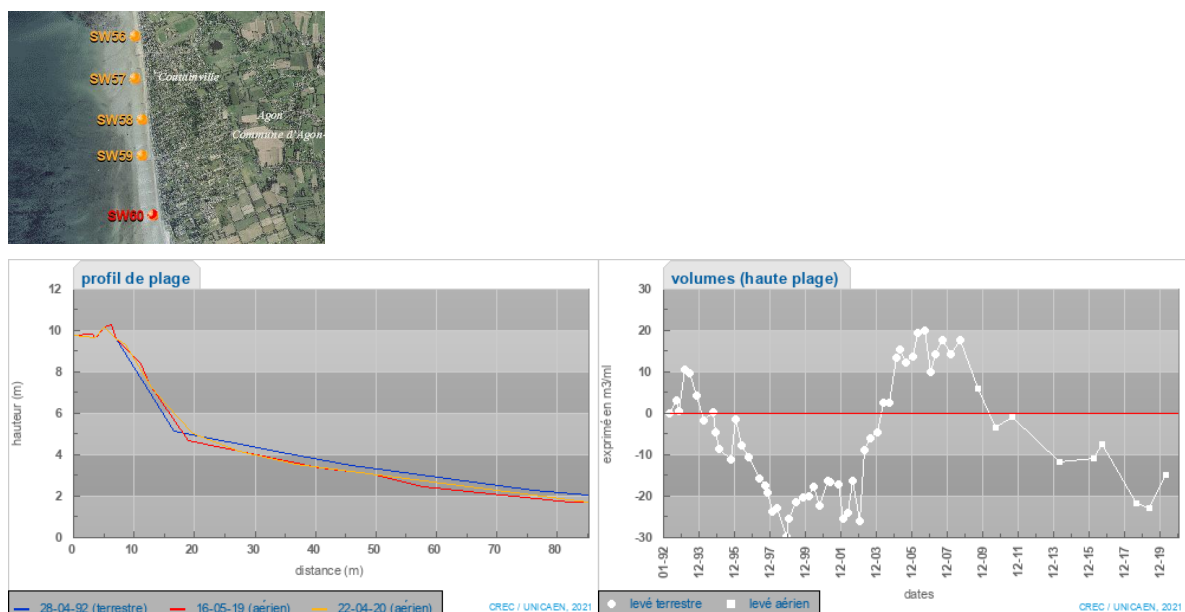 SW56
SW57
Coutainville
SW58
Agon
Commune d'Agon-
SW59
SW60
profil de plage
volumes (haute plage)
hauteur (m)
12
10
8
6
4
2
0
0 10 20 30 40 50 60 70 80
distance (m)
28-04-92 (terrestre) 16-05-19 (aérien) 22-04-20 (aérien)
CREC / UNICAEN, 2021
exprimé en m3/ml
30
20
10
0
-10
-20
-30
01-92 12-93 12-95 12-97 12-99 12-01 12-03 12-05 12-07 12-09 12-11 12-13 12-15 12-17 12-19
dates
levé terrestre levé aérien
CREC / UNICAEN, 2021